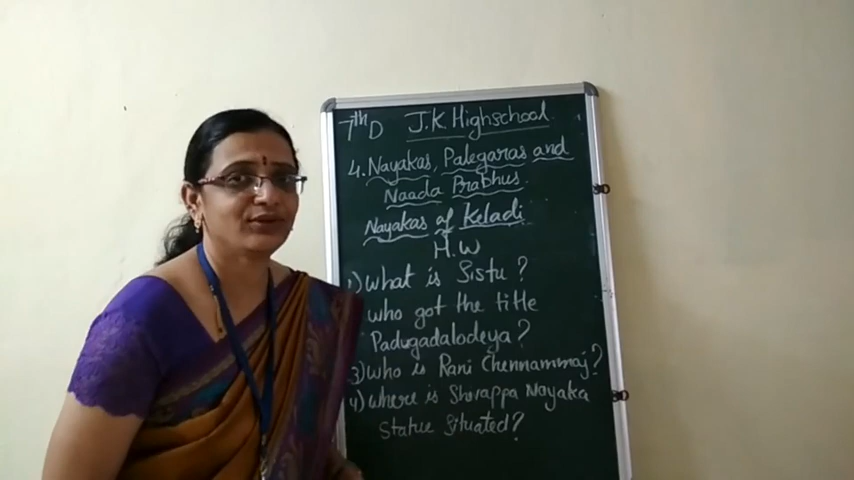 7th D J.K Highschool
4. Nayakas, Palegaras and
Naada Prabhus
Nayakas of Keladi
H.W
1) What is Sistu?
who got the title
Padugadalodeya?
3) Who is Rani Chennammaj?
4) Where is Shivappa Nayaka
Statue situated?